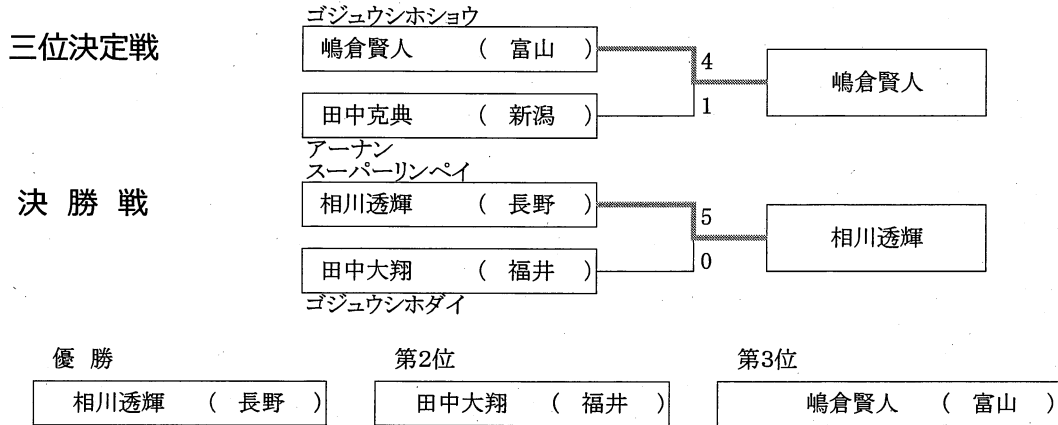 ゴジュウシホショウ
三位決定戦
嶋倉賢人 ( 富山 )
4
嶋倉賢人
田中克典 ( 新潟 )
1
アーナン
スーパーリンペイ
決 勝 戦
相川透輝 ( 長野 )
5
相川透輝
田中大翔 ( 福井 )
0
ゴジュウシホダイ
優 勝 第2位 第3位
相川透輝 ( 長野 ) 田中大翔 ( 福井 ) 嶋倉賢人 ( 富山 )